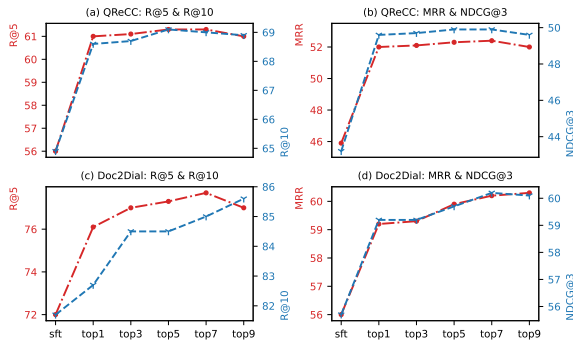 (a) QReCC: R@5 & R@10
(b) QReCC: MRR & NDCG@3
R@5
61
60
59
58
57
56
69
68
67
66
65
R@10
MRR
52
50
48
46
50
48
46
44
NDCG@3
(c) Doc2Dial: R@5 & R@10
(d) Doc2Dial: MRR & NDCG@3
R@5
76
74
72
86
85
84
83
82
R@10
MRR
60
59
58
57
56
60
59
58
57
56
NDCG@3
sft top1 top3 top5 top7 top9
sft top1 top3 top5 top7 top9